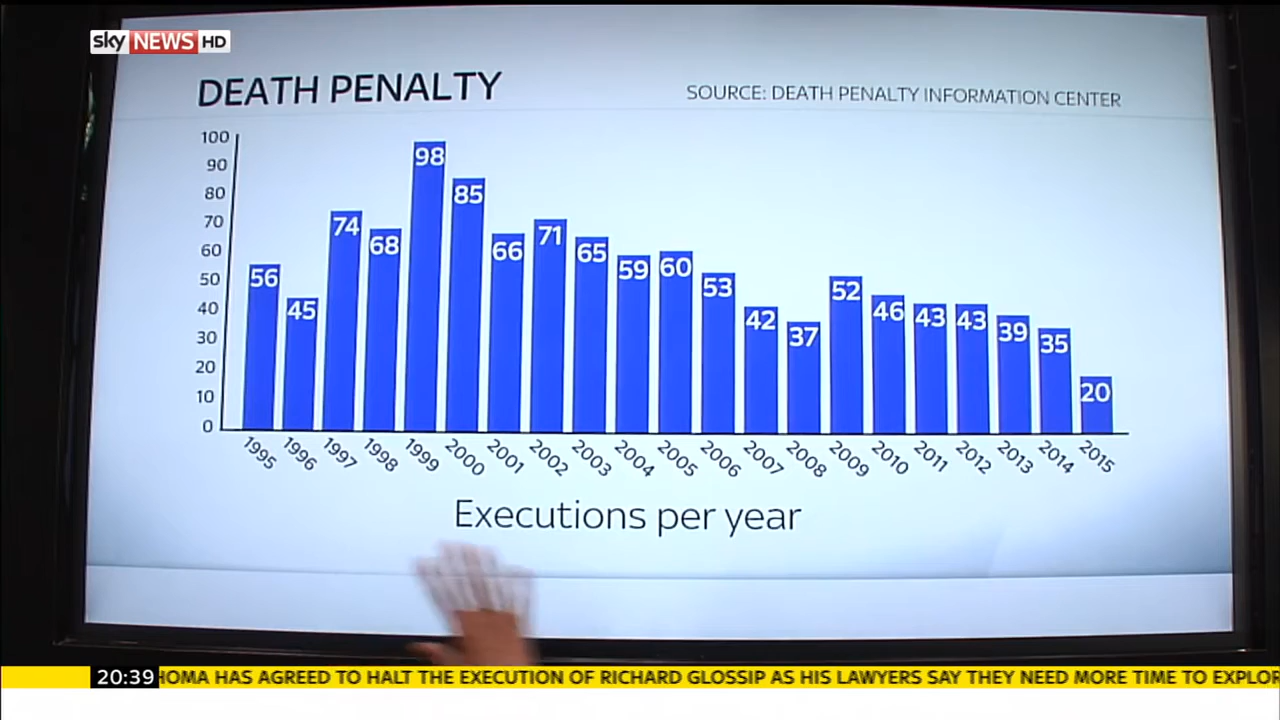 sky NEWS HD
DEATH PENALTY
SOURCE: DEATH PENALTY INFORMATION CENTER
100
90
80
70
60
50
40
30
20
10
0
56 45 74 68 98 85 66 71 65 59 60 53 42 37 52 46 43 43 39 35 20
1995 1996 1997 1998 1999 2000 2001 2002 2003 2004 2005 2006 2007 2008 2009 2010 2011 2012 2013 2014 2015
Executions per year
20:39 HOMA HAS AGREED TO HALT THE EXECUTION OF RICHARD GLOSSIP AS HIS LAWYERS SAY THEY NEED MORE TIME TO EXPLOR